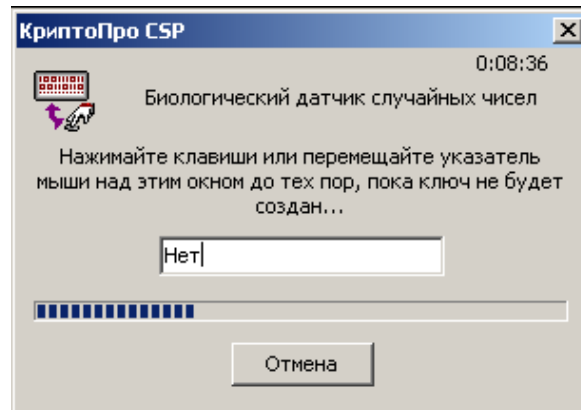 КриптоПро CSP
0:08:36
Биологический датчик случайных чисел
Нажимайте клавиши или перемещайте указатель
мыши над этим окном до тех пор, пока ключ не будет
создан...
Нет
Отмена